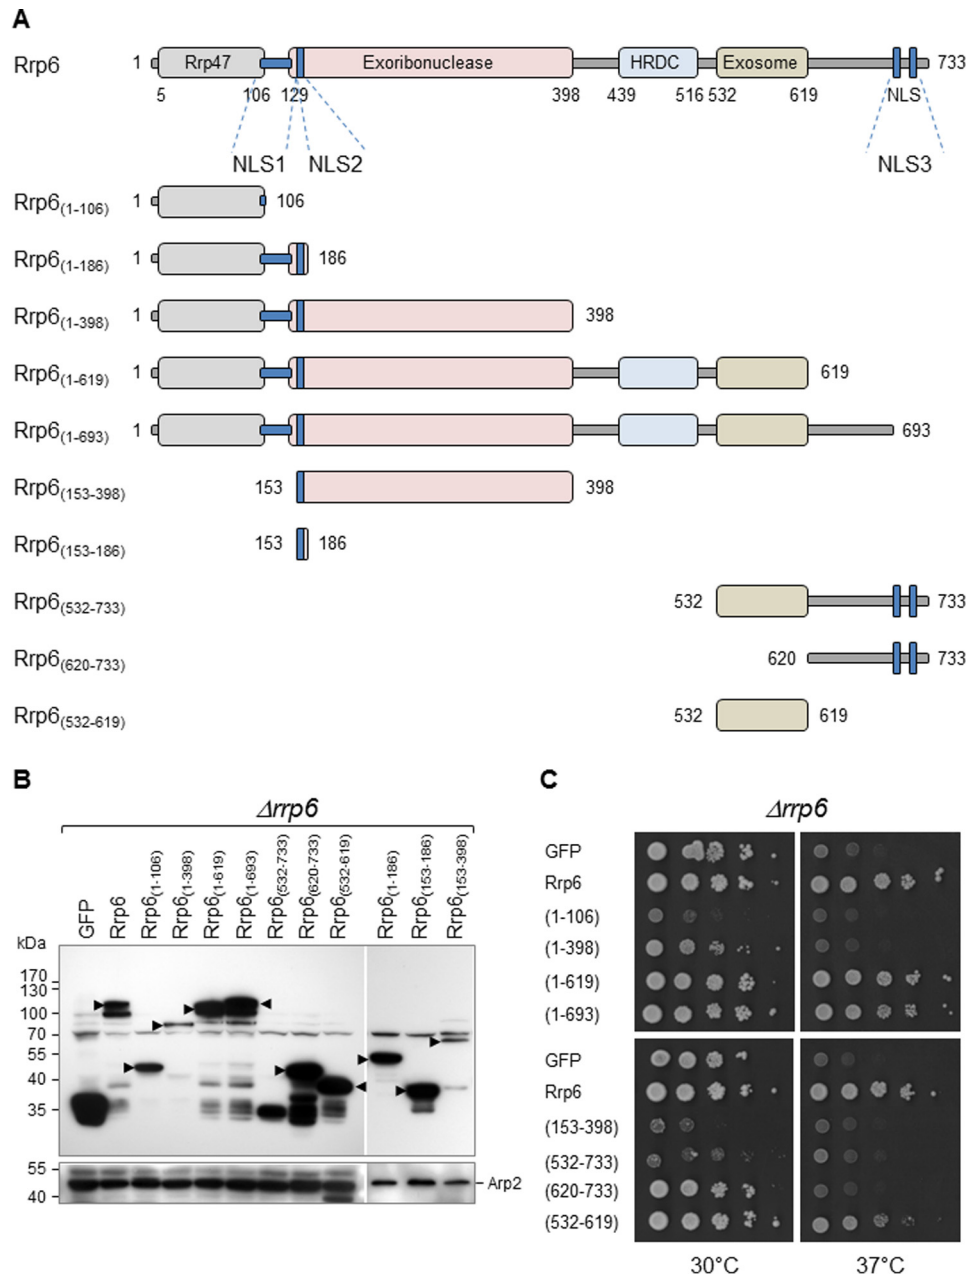 A
Rrp6 1 Rrp47 Exoribonuclease HRDC Exosome 733
5 106 129 398 439 516 532 619 NLS
NLS1 NLS2 NLS3
Rrp6(1-106) 1 106
Rrp6(1-186) 1 186
Rrp6(1-398) 1 398
Rrp6(1-619) 1 619
Rrp6(1-693) 1 693
Rrp6(153-398) 153 398
Rrp6(153-186) 153 186
Rrp6(532-733) 532 733
Rrp6(620-733) 620 733
Rrp6(532-619) 532 619
B
Δrrp6
GFP
Rrp6
Rrp6(1-106)
Rrp6(1-398)
Rrp6(1-619)
Rrp6(1-693)
Rrp6(532-733)
Rrp6(620-733)
Rrp6(532-619)
Rrp6(1-186)
Rrp6(153-186)
Rrp6(153-398)
kDa
170
130
100
70
55
40
35
55
40
Arp2
C
Δrrp6
GFP
Rrp6
(1-106)
(1-398)
(1-619)
(1-693)
GFP
Rrp6
(153-398)
(532-733)
(620-733)
(532-619)
30°C 37°C